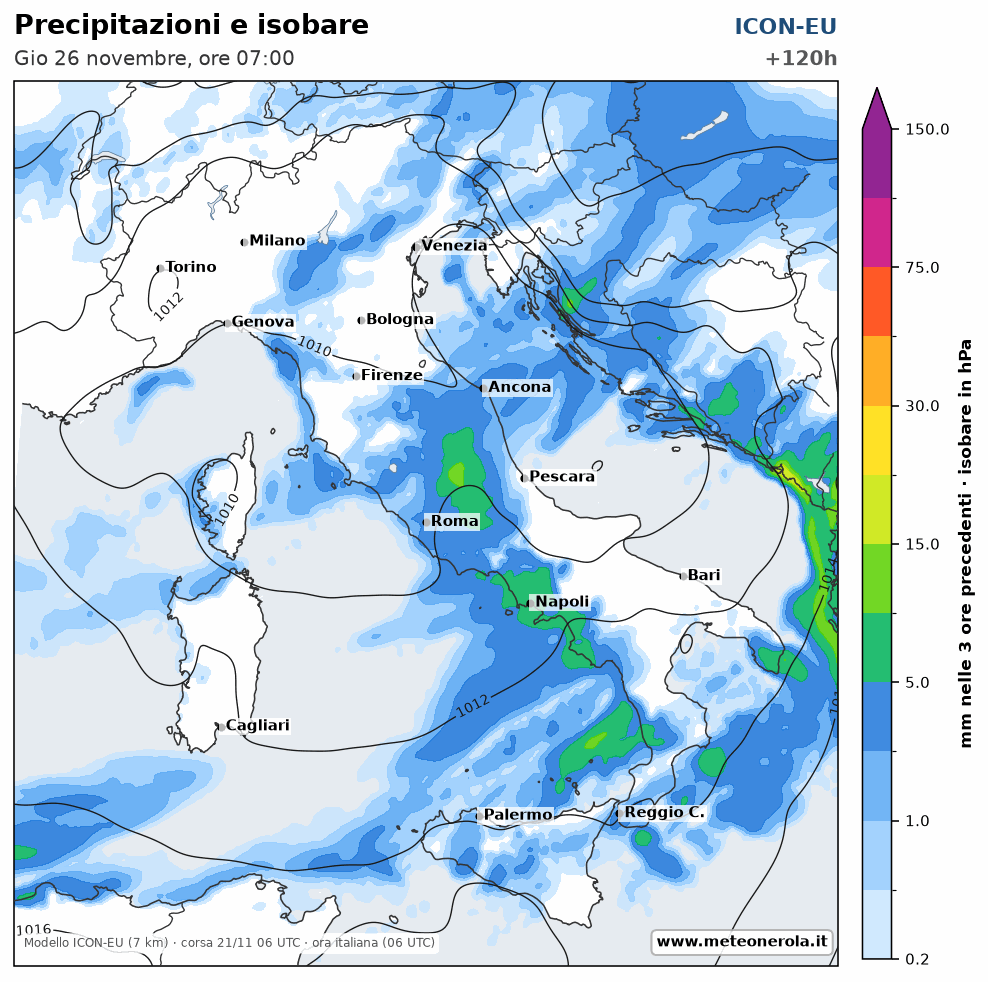 Precipitazioni e isobare
ICON-EU
Gio 26 novembre, ore 07:00
+120h
150.0
75.0
30.0
15.0
5.0
1.0
0.2
mm nelle 3 ore precedenti · isobare in hPa
Milano
Venezia
Torino
1012
Genova
Bologna
1010
Firenze
Ancona
Pescara
1010
Roma
Bari
1014
Napoli
1012
Cagliari
Palermo
Reggio C.
1016
Modello ICON-EU (7 km) · corsa 21/11 06 UTC · ora italiana (06 UTC)
www.meteonerola.it